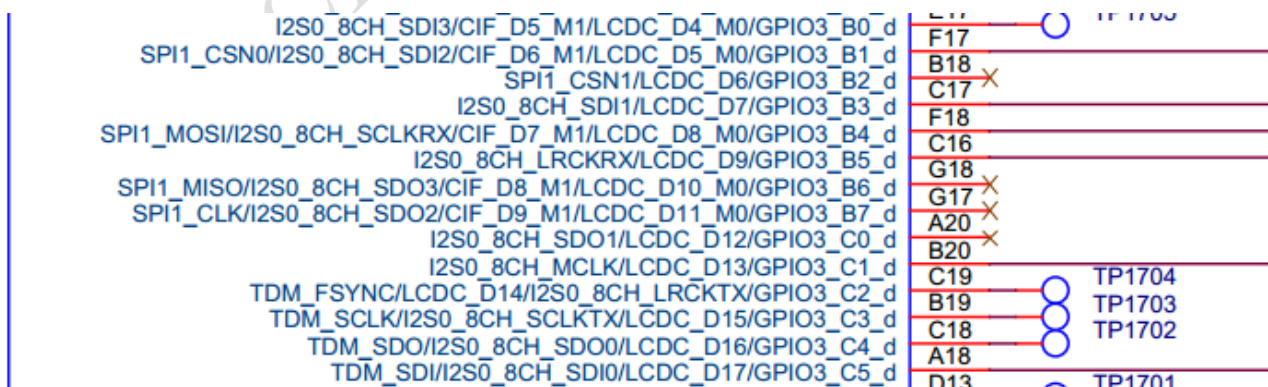 I2S0_8CH_SDI3/CIF_D5_M1/LCDC_D4_M0/GPIO3_B0_d
SPI1_CSN0/I2S0_8CH_SDI2/CIF_D6_M1/LCDC_D5_M0/GPIO3_B1_d F17
SPI1_CSN1/LCDC_D6/GPIO3_B2_d B18
I2S0_8CH_SDI1/LCDC_D7/GPIO3_B3_d C17
SPI1_MOSI/I2S0_8CH_SCLKRX/CIF_D7_M1/LCDC_D8_M0/GPIO3_B4_d F18
I2S0_8CH_LRCKRX/LCDC_D9/GPIO3_B5_d C16
SPI1_MISO/I2S0_8CH_SDO3/CIF_D8_M1/LCDC_D10_M0/GPIO3_B6_d G18
SPI1_CLK/I2S0_8CH_SDO2/CIF_D9_M1/LCDC_D11_M0/GPIO3_B7_d G17
I2S0_8CH_SDO1/LCDC_D12/GPIO3_C0_d A20
I2S0_8CH_MCLK/LCDC_D13/GPIO3_C1_d B20
TDM_FSYNC/LCDC_D14/I2S0_8CH_LRCKTX/GPIO3_C2_d C19 TP1704
TDM_SCLK/I2S0_8CH_SCLKTX/LCDC_D15/GPIO3_C3_d B19 TP1703
TDM_SDO/I2S0_8CH_SDO0/LCDC_D16/GPIO3_C4_d C18 TP1702
TDM_SDI/I2S0_8CH_SDI0/LCDC_D17/GPIO3_C5_d A18
D13 TP1701